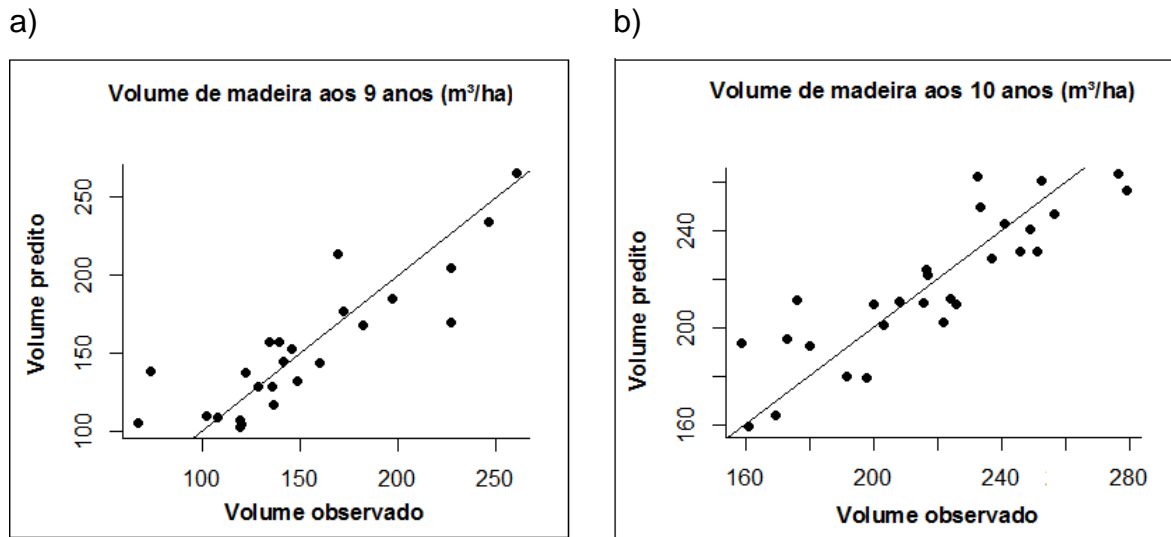 a)
b)
Volume de madeira aos 9 anos (m³/ha)
Volume predito
250
200
150
100
100 150 200 250
Volume observado
Volume de madeira aos 10 anos (m³/ha)
Volume predito
240
200
160
160 200 240 280
Volume observado